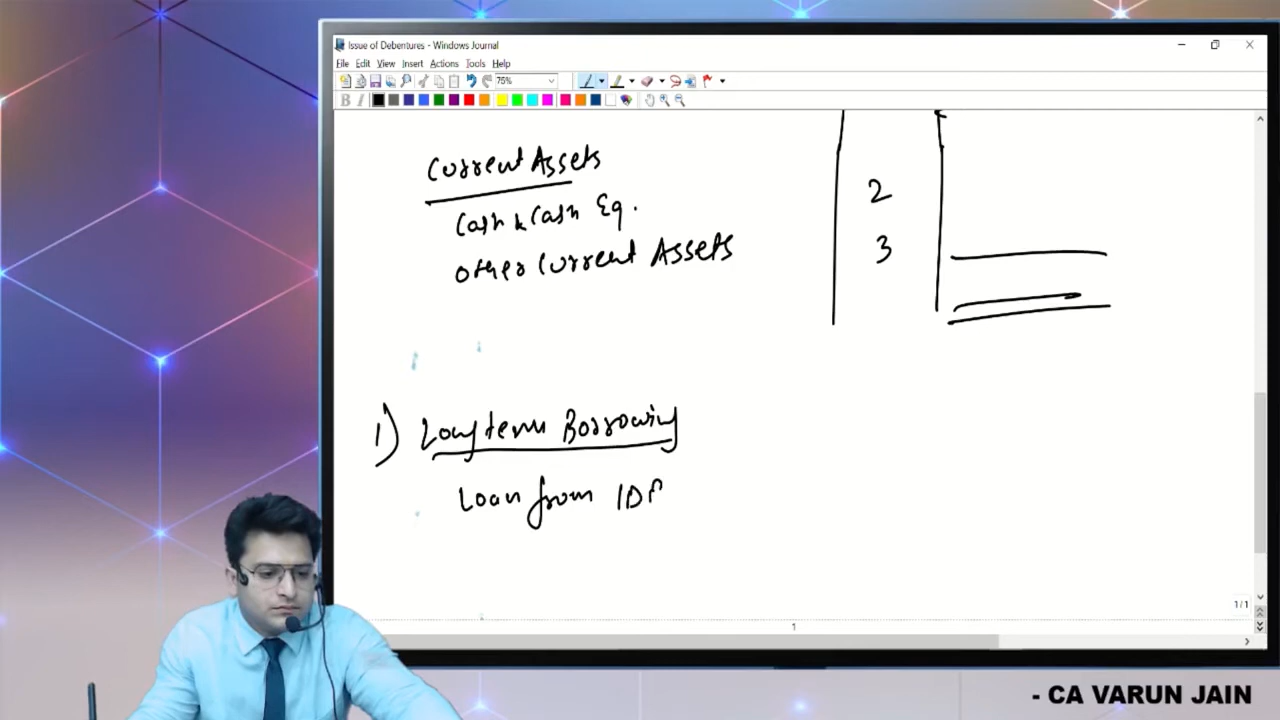 Issue of Debentures - Windows Journal
File Edit View Insert Actions Tools Help
75%
B I
Current Assets
Cash & Cash Eq.
2
other Current Assets
3
1) Long term Borrowing
Loan from IDB
1/1
1
- CA VARUN JAIN